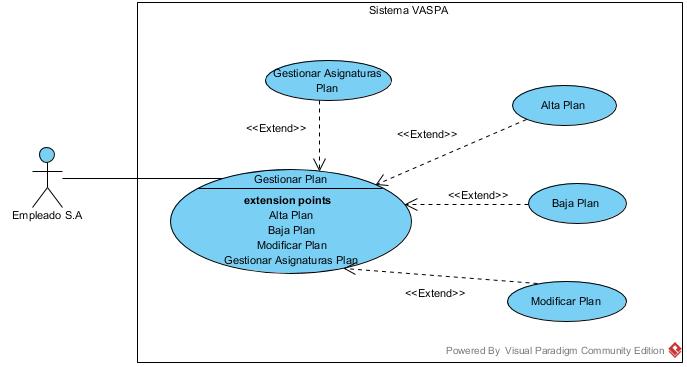 Sistema VASPA
Gestionar Asignaturas
Plan
Alta Plan
<<Extend>>
<<Extend>>
Empleado S.A
Gestionar Plan
extension points
Alta Plan
Baja Plan
Modificar Plan
Gestionar Asignaturas Plan
<<Extend>>
Baja Plan
<<Extend>>
Modificar Plan
Powered By Visual Paradigm Community Edition